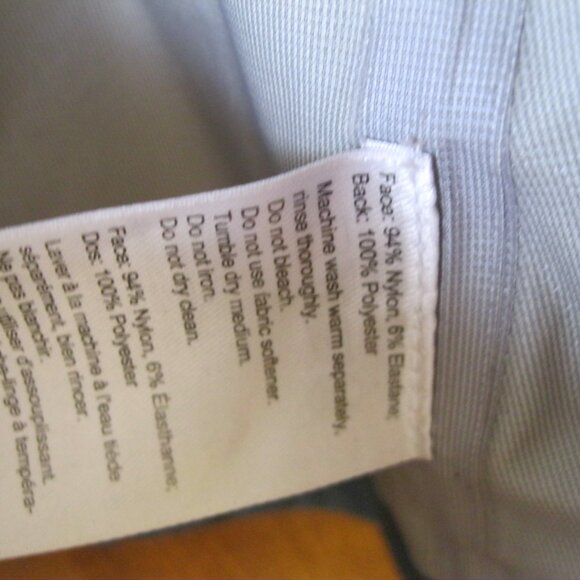 Face: 94% Nylon, 6% Elastane;
Back: 100% Polyester
Machine wash warm separately,
rinse thoroughly.
Do not bleach.
Do not use fabric softener.
Tumble dry medium.
Do not iron.
Do not dry clean.
Face: 94% Nylon, 6% Élasthanne;
Dos: 100% Polyester
Laver à la machine à l'eau tiède
séparément, bien rincer.
Ne pas blanchir.
d'assouplissant.
à tempéra-